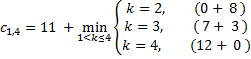 k = 2, (0 + 8)
c1,4 = 11 + min 1<k≤4 { k = 3, (7 + 3)
k = 4, (12 + 0)